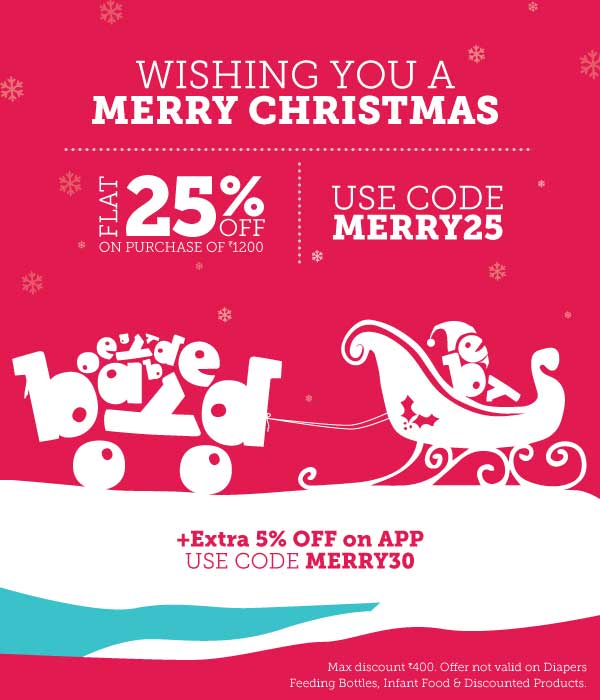 WISHING YOU A
MERRY CHRISTMAS
FLAT
25%
OFF
ON PURCHASE OF ₹1200
USE CODE
MERRY25
+Extra 5% OFF on APP
USE CODE MERRY30
Max discount ₹400. Offer not valid on Diapers
Feeding Bottles, Infant Food & Discounted Products.